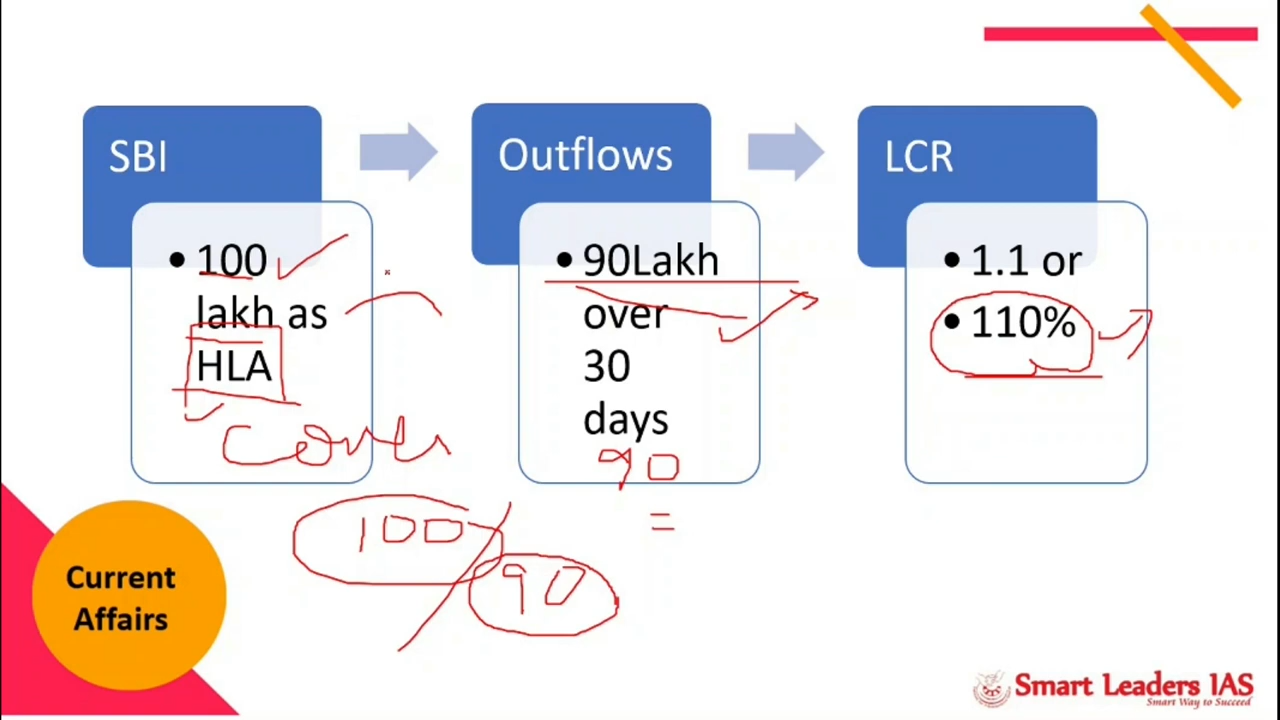 SBI
Outflows
LCR
• 100
lakh as
HLA
cover
• 90Lakh
over
30
days
90
=
• 1.1 or
• 110%
100/90
Current
Affairs
Smart Leaders IAS
Smart Way to Succeed